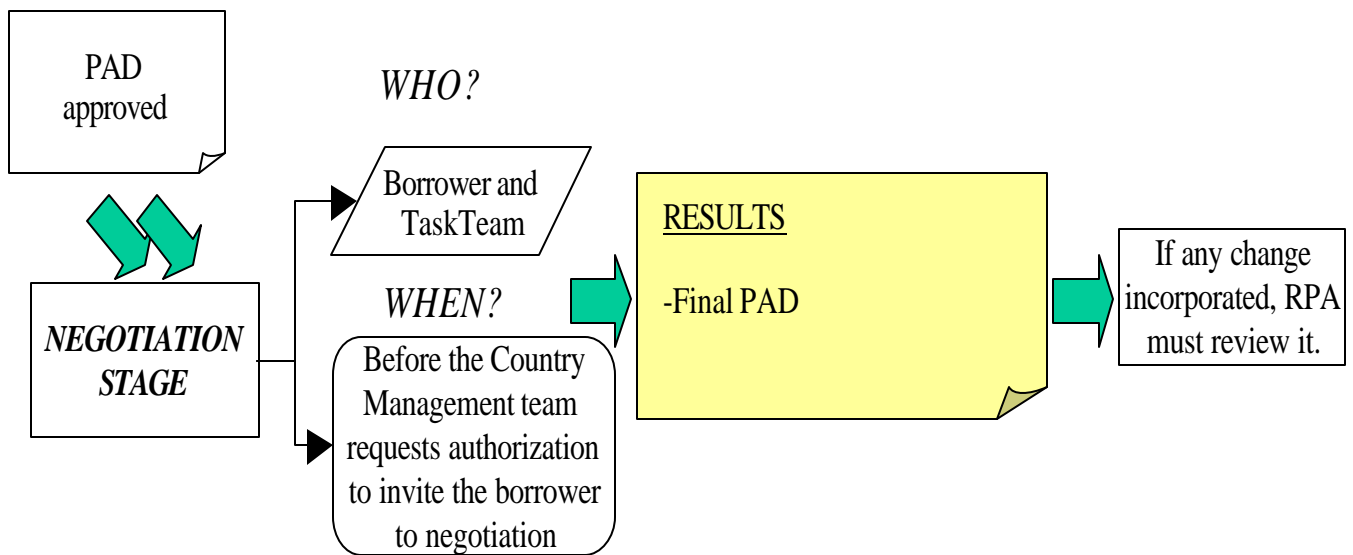 PAD
approved
NEGOTIATION
STAGE
WHO?
Borrower and
TaskTeam
WHEN?
Before the Country
Management team
requests authorization
to invite the borrower
to negotiation
RESULTS
-Final PAD
If any change
incorporated, RPA
must review it.